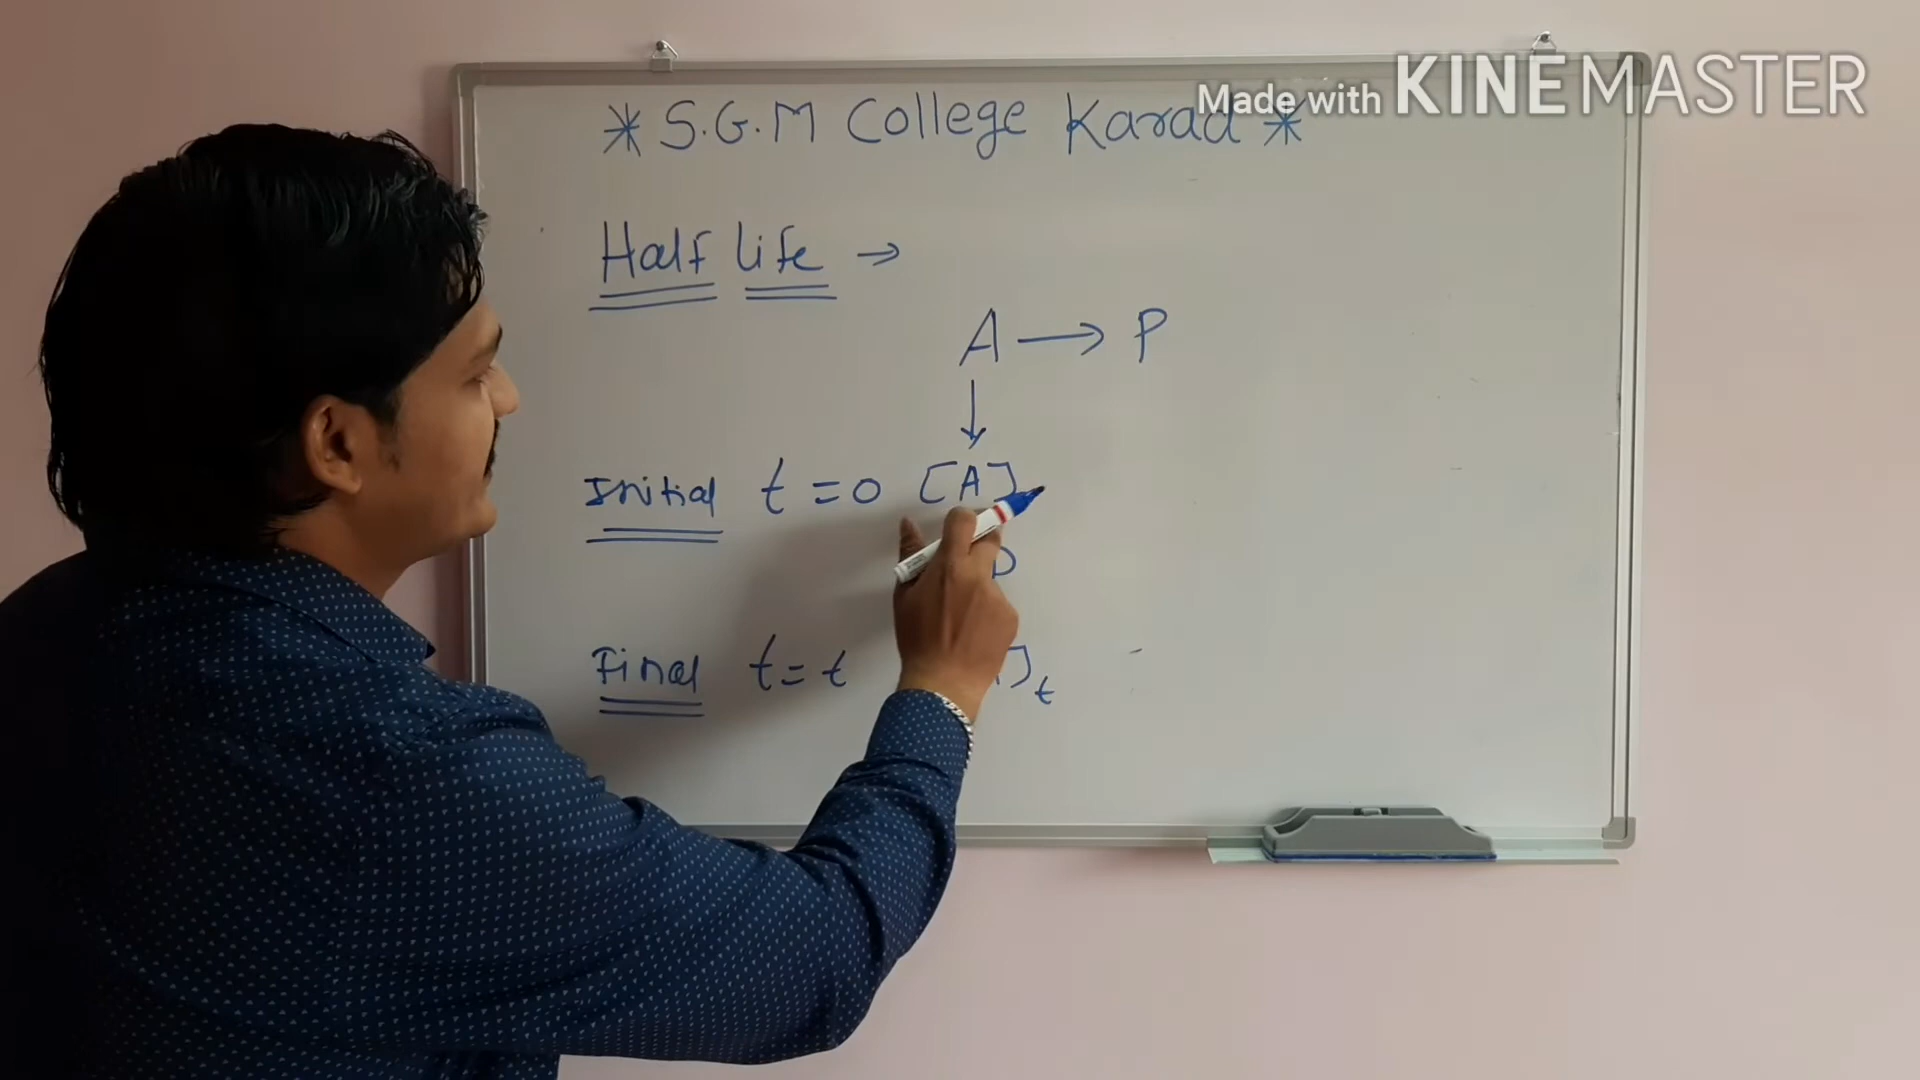 Made with KINEMASTER
* S.G.M College Karad *
Half Life →
A → P
↓
Initial t = 0 [A]
Final t = t ]t